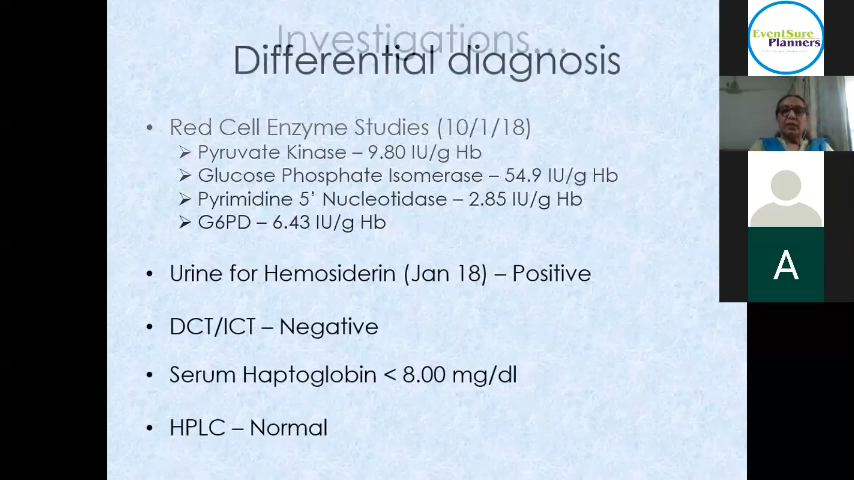 Investigations...
Differential diagnosis
• Red Cell Enzyme Studies (10/1/18)
➢ Pyruvate Kinase – 9.80 IU/g Hb
➢ Glucose Phosphate Isomerase – 54.9 IU/g Hb
➢ Pyrimidine 5' Nucleotidase – 2.85 IU/g Hb
➢ G6PD – 6.43 IU/g Hb
• Urine for Hemosiderin (Jan 18) – Positive
• DCT/ICT – Negative
• Serum Haptoglobin < 8.00 mg/dl
• HPLC – Normal
EventSure
Planners
A